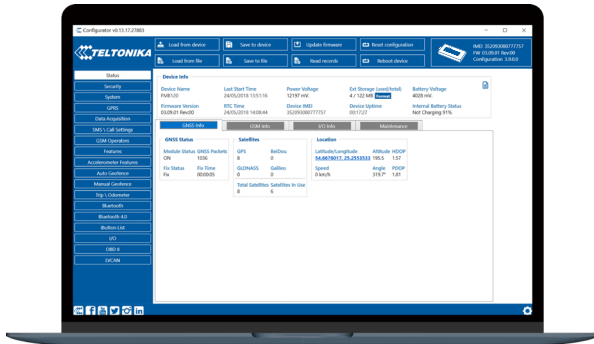 Configurator v0.13.17.27883
TELTONIKA
Load from device
Save to device
Update firmware
Reset configuration
Load from file
Save to file
Read records
Reboot device
IMEI 352093080777757
FW 03.09.01 Rev:00
Configuration 3.9.0.0
Status
Security
System
GPRS
Data Acquisition
SMS \ Call Settings
GSM Operators
Features
Accelerometer Features
Auto Geofence
Manual Geofence
Trip \ Odometer
Bluetooth
Bluetooth 4.0
iButton List
I/O
OBD II
LVCAN
Device Info
Device Name Last Start Time Power Voltage Ext Storage (used/total) Battery Voltage
FMB120 24/05/2018 13:51:16 12197 mV. 4 / 122 MB Format 4028 mV.
Firmware Version RTC Time Device IMEI Device Uptime Internal Battery Status
03.09.01 Rev:00 24/05/2018 14:08:44 352093080777757 00:17:27 Not Charging 91%
GNSS Info GSM Info I/O Info Maintenance
GNSS Status
Module Status GNSS Packets
ON 1036
Fix Status Fix Time
Fix 00:00:05
Satellites
GPS BeiDou
8 0
GLONASS Galileo
0 0
Total Satellites Satellites In Use
8 6
Location
Latitude/Longitude Altitude HDOP
54.6676017, 25.2553533 195.5 1.57
Speed Angle PDOP
0 km/h 319.7° 1.81